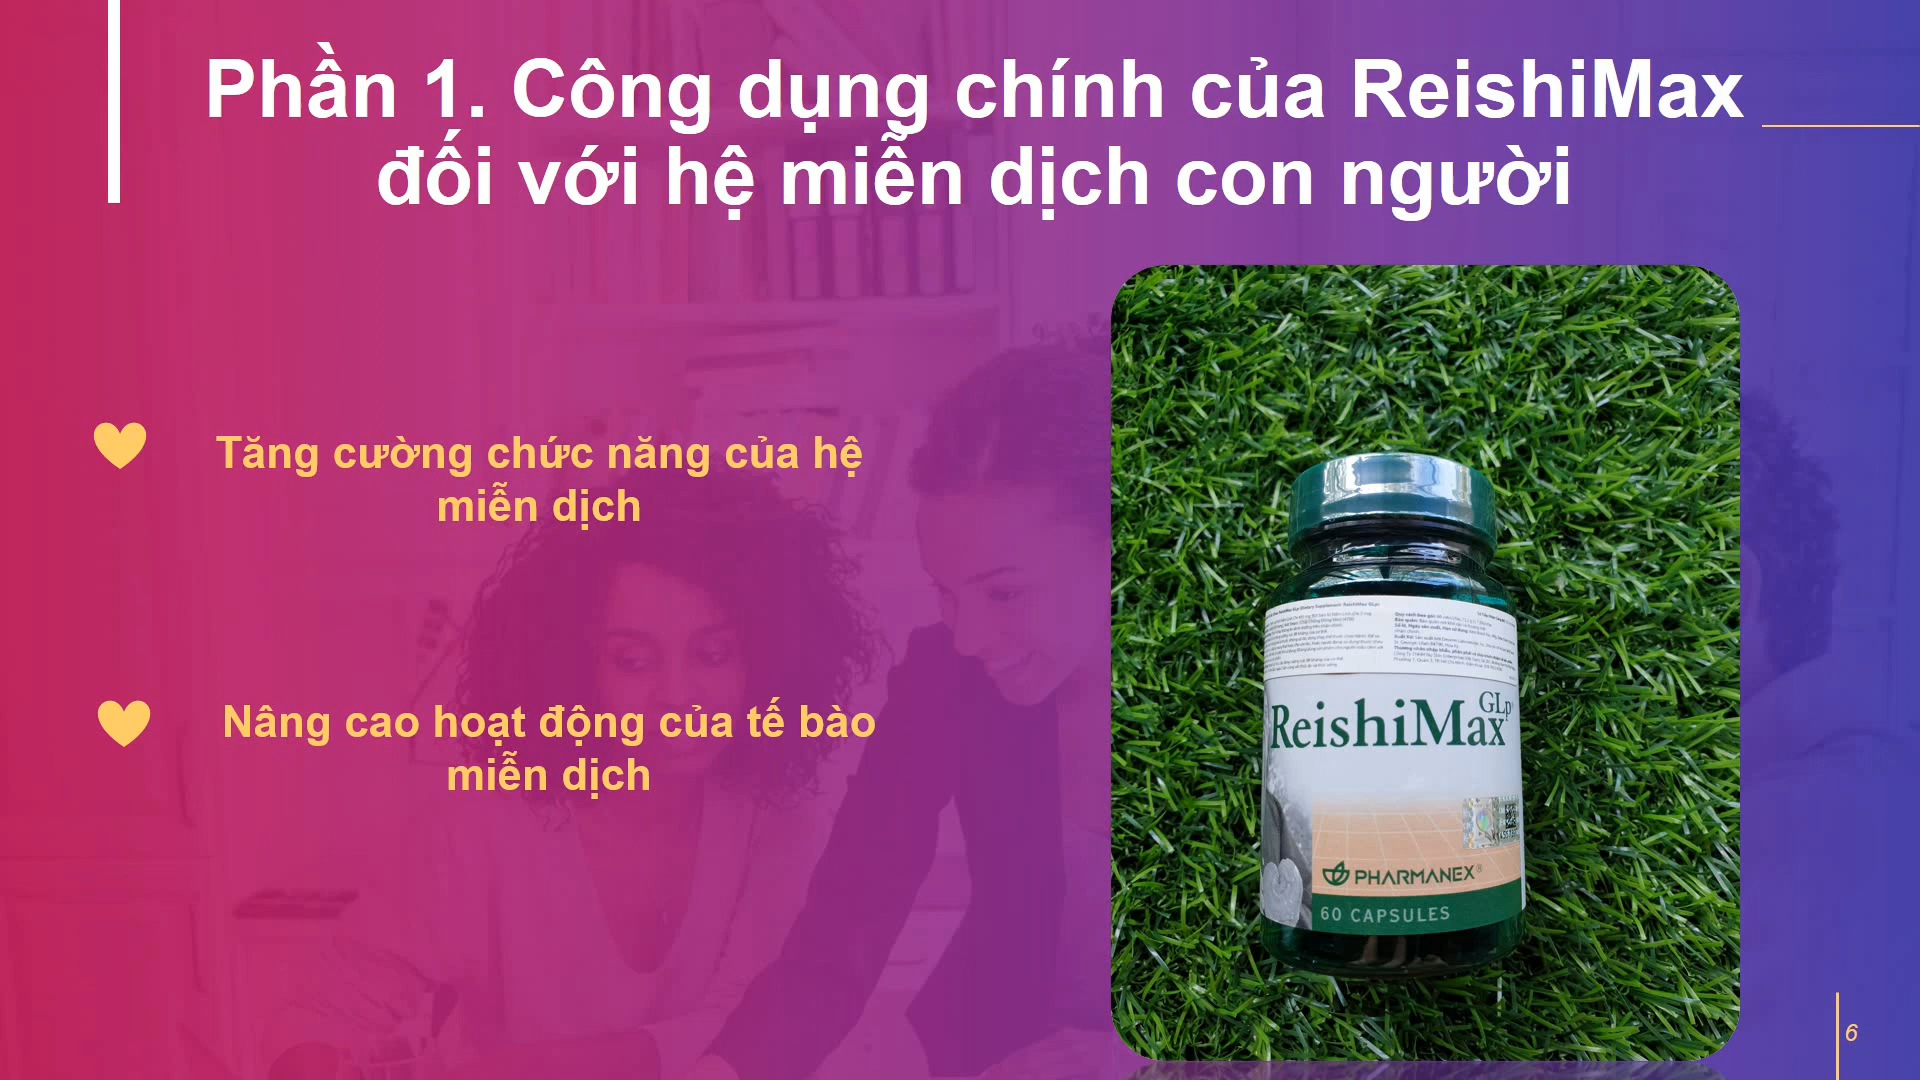 Phần 1. Công dụng chính của ReishiMax
đối với hệ miễn dịch con người
Tăng cường chức năng của hệ
miễn dịch
Nâng cao hoạt động của tế bào
miễn dịch
ReishiMax GLp
PHARMANEX®
60 CAPSULES
6